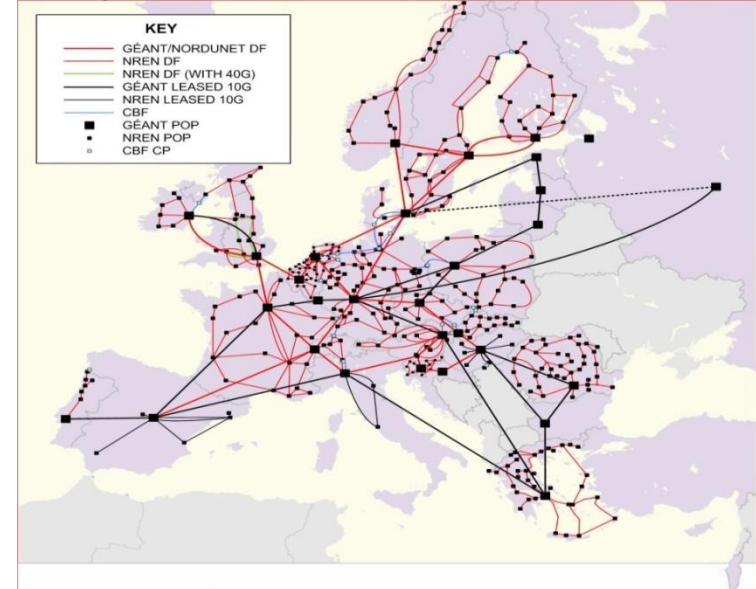 KEY
GÉANT/NORDUNET DF
NREN DF
NREN DF (WITH 40G)
GÉANT LEASED 10G
NREN LEASED 10G
CBF
GÉANT POP
NREN POP
CBF CP